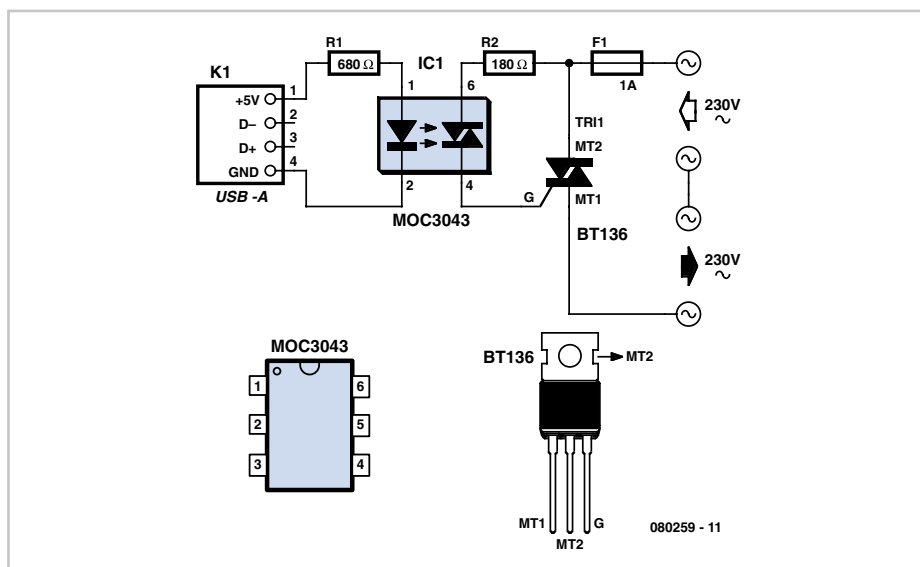 K1
+5V
D–
D+
GND
1
2
3
4
USB -A
R1
680 Ω
IC1
1
6
2
4
MOC3043
R2
180 Ω
F1
1A
TRI1
MT2
G
MT1
BT136
230V
~
230V
~
MOC3043
1
2
3
6
5
4
BT136
MT2
MT1
MT2
G
080259 - 11